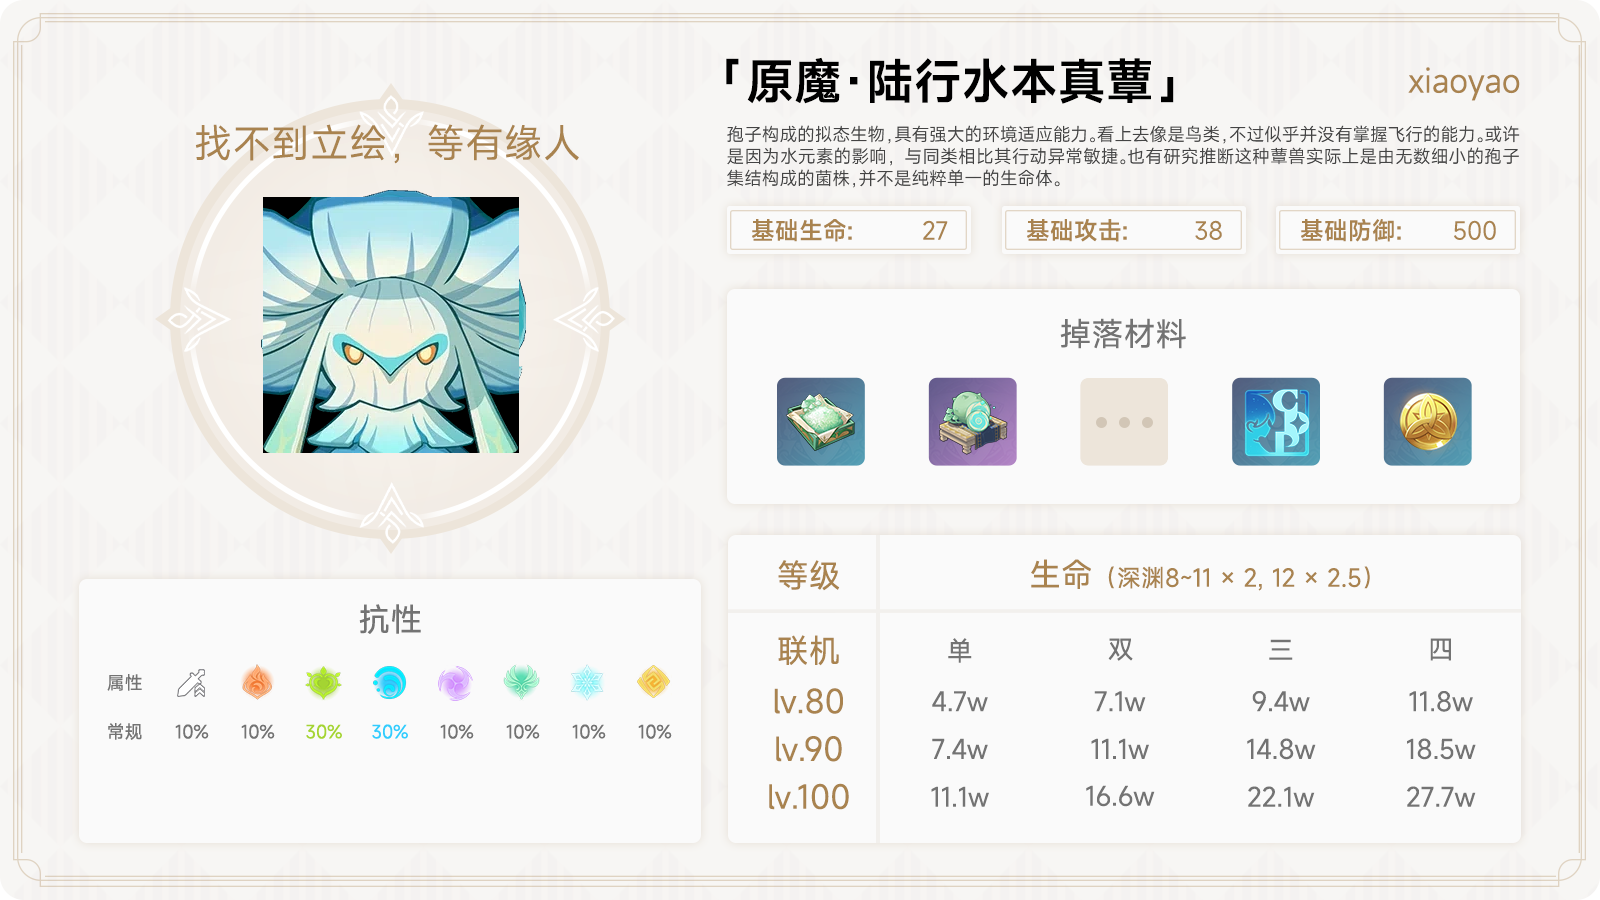 找不到立绘，等有缘人
「原魔·陆行水本真蕈」
xiaoyao
孢子构成的拟态生物,具有强大的环境适应能力。看上去像是鸟类,不过似乎并没有掌握飞行的能力。或许
是因为水元素的影响，与同类相比其行动异常敏捷。也有研究推断这种蕈兽实际上是由无数细小的孢子
集结构成的菌株,并不是纯粹单一的生命体。
基础生命: 27
基础攻击: 38
基础防御: 500
掉落材料
抗性
属性
常规 10% 10% 30% 30% 10% 10% 10% 10%
等级 生命（深渊8~11 × 2, 12 × 2.5）
联机 单 双 三 四
lv.80 4.7w 7.1w 9.4w 11.8w
lv.90 7.4w 11.1w 14.8w 18.5w
lv.100 11.1w 16.6w 22.1w 27.7w